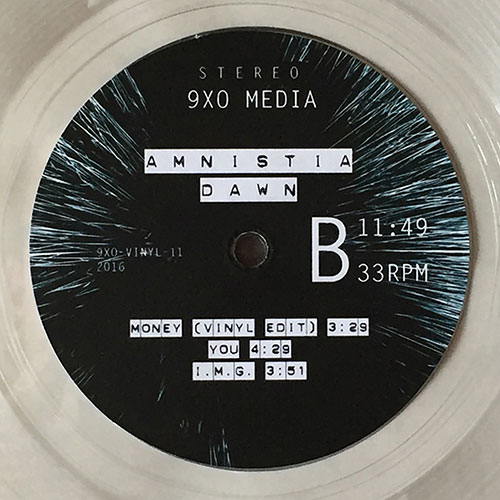 STEREO
9XO MEDIA
AMNISTIA
DAWN
B
11:49
33RPM
9XO-VINYL-11
2016
MONEY (VINYL EDIT) 3:29
YOU 4:29
I.M.G. 3:51